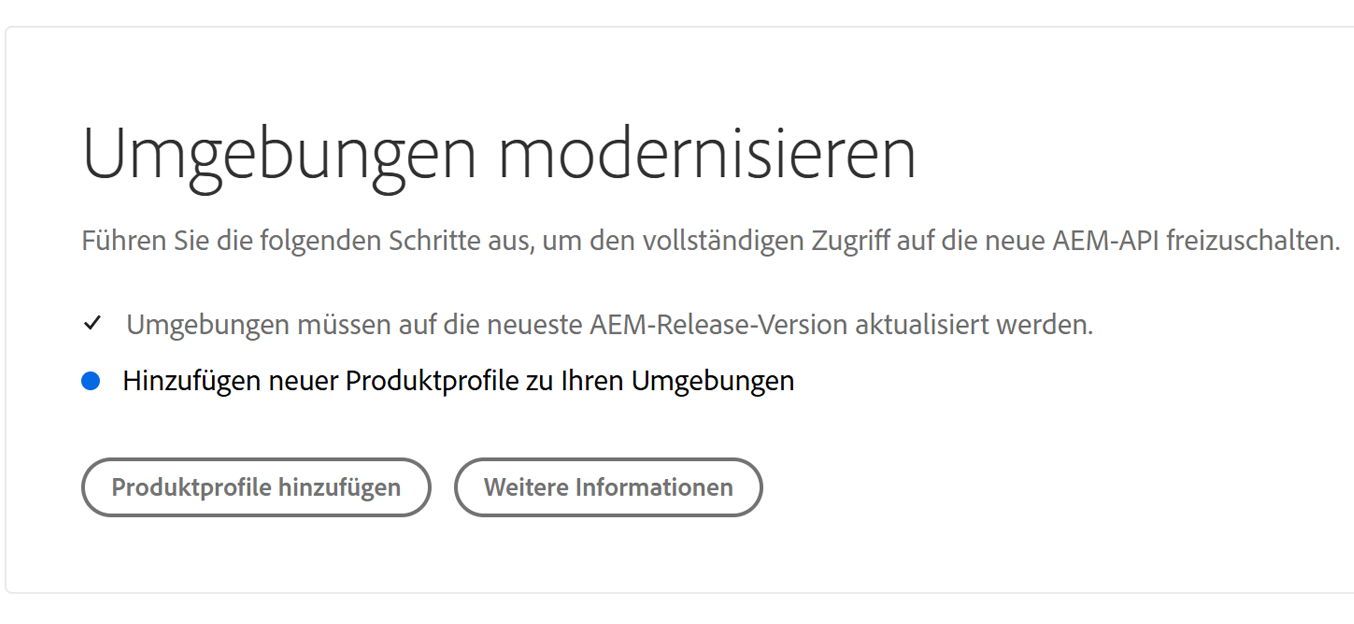 Umgebungen modernisieren
Führen Sie die folgenden Schritte aus, um den vollständigen Zugriff auf die neue AEM-API freizuschalten.
Umgebungen müssen auf die neueste AEM-Release-Version aktualisiert werden.
Hinzufügen neuer Produktprofile zu Ihren Umgebungen
Produktprofile hinzufügen
Weitere Informationen